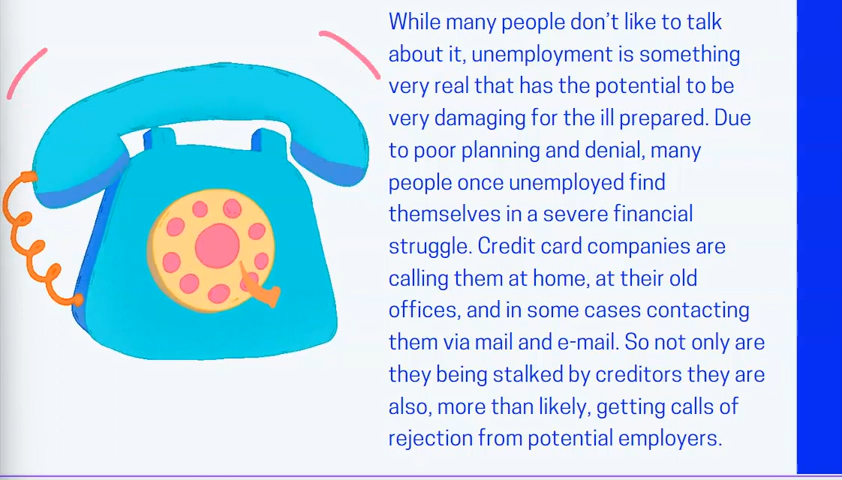 While many people don’t like to talk
about it, unemployment is something
very real that has the potential to be
very damaging for the ill prepared. Due
to poor planning and denial, many
people once unemployed find
themselves in a severe financial
struggle. Credit card companies are
calling them at home, at their old
offices, and in some cases contacting
them via mail and e-mail. So not only are
they being stalked by creditors they are
also, more than likely, getting calls of
rejection from potential employers.